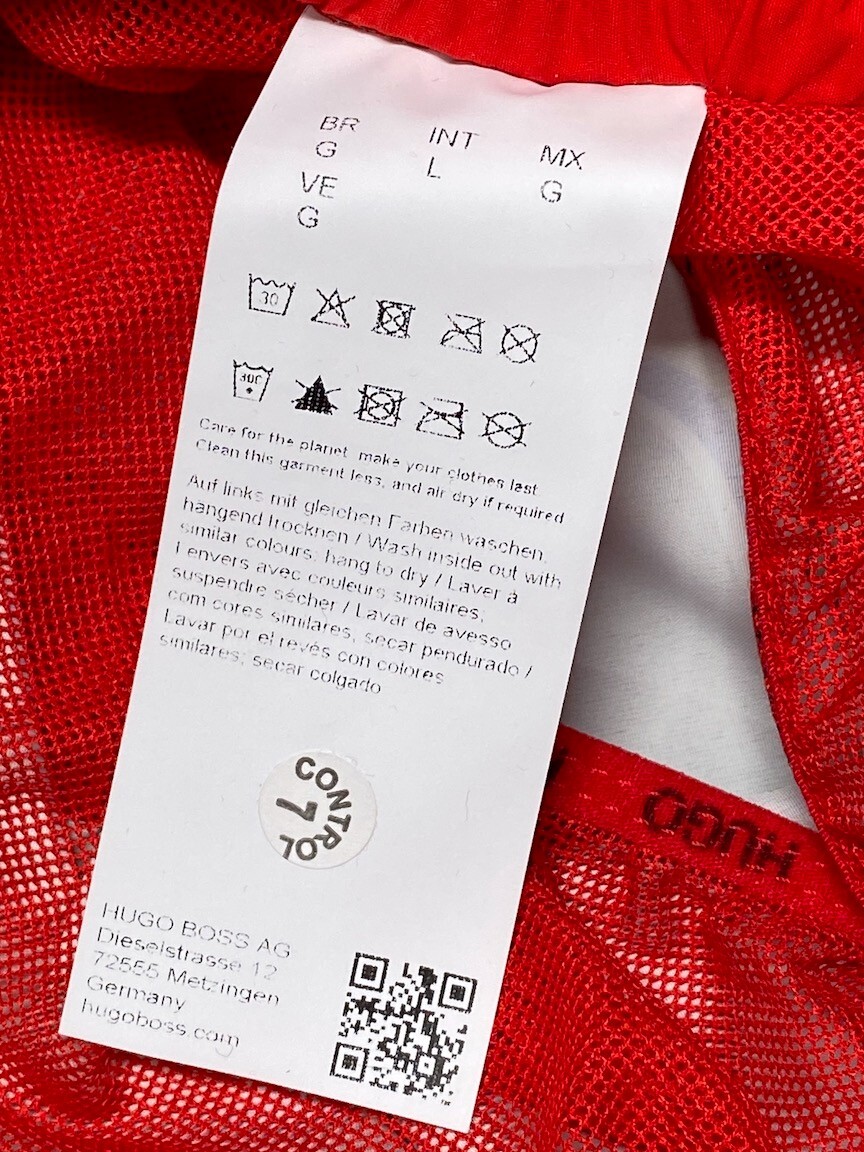 BR INT MX
G L G
VE
G
30
30C
Care for the planet make your clothes last
Clean this garment less, and air dry if required
Auf links mit gleichen Farben waschen,
hängend trocknen / Wash inside out with
similar colours; hang to dry / Laver à
l envers avec couleurs similaires;
suspendre sécher / Lavar de avesso
com cores similares, secar pendurado /
Lavar por el revés con colores
similares; secar colgado
CONTROL
7
HUGO BOSS AG
Dieselstrasse 12
72555 Metzingen
Germany
hugoboss.com
HUGO